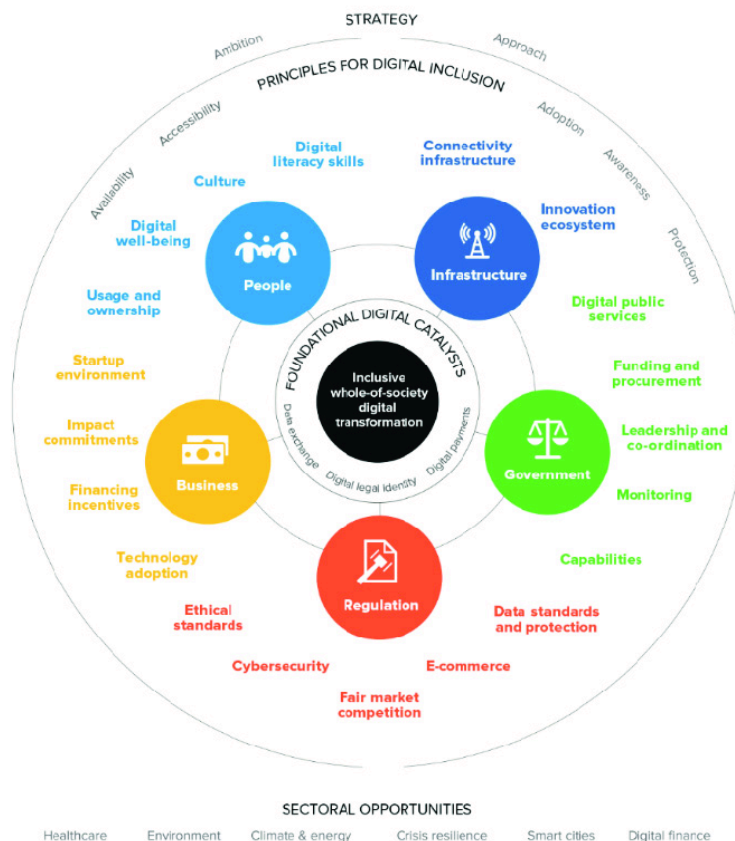 STRATEGY
Ambition
Approach
PRINCIPLES FOR DIGITAL INCLUSION
Availability
Accessibility
Adoption
Awareness
Protection
Digital
literacy skills
Culture
Digital
well-being
Usage and
ownership
People
Connectivity
infrastructure
Innovation
ecosystem
Infrastructure
Digital public
services
Funding and
procurement
Leadership and
co-ordination
Monitoring
Capabilities
Government
FOUNDATIONAL DIGITAL CATALYSTS
Inclusive
whole-of-society
digital
transformation
Data exchange
Digital legal identity
Digital payments
Startup
environment
Impact
commitments
Financing
incentives
Technology
adoption
Business
Regulation
Ethical
standards
Cybersecurity
Fair market
competition
E-commerce
Data standards
and protection
SECTORAL OPPORTUNITIES
Healthcare
Environment
Climate & energy
Crisis resilience
Smart cities
Digital finance